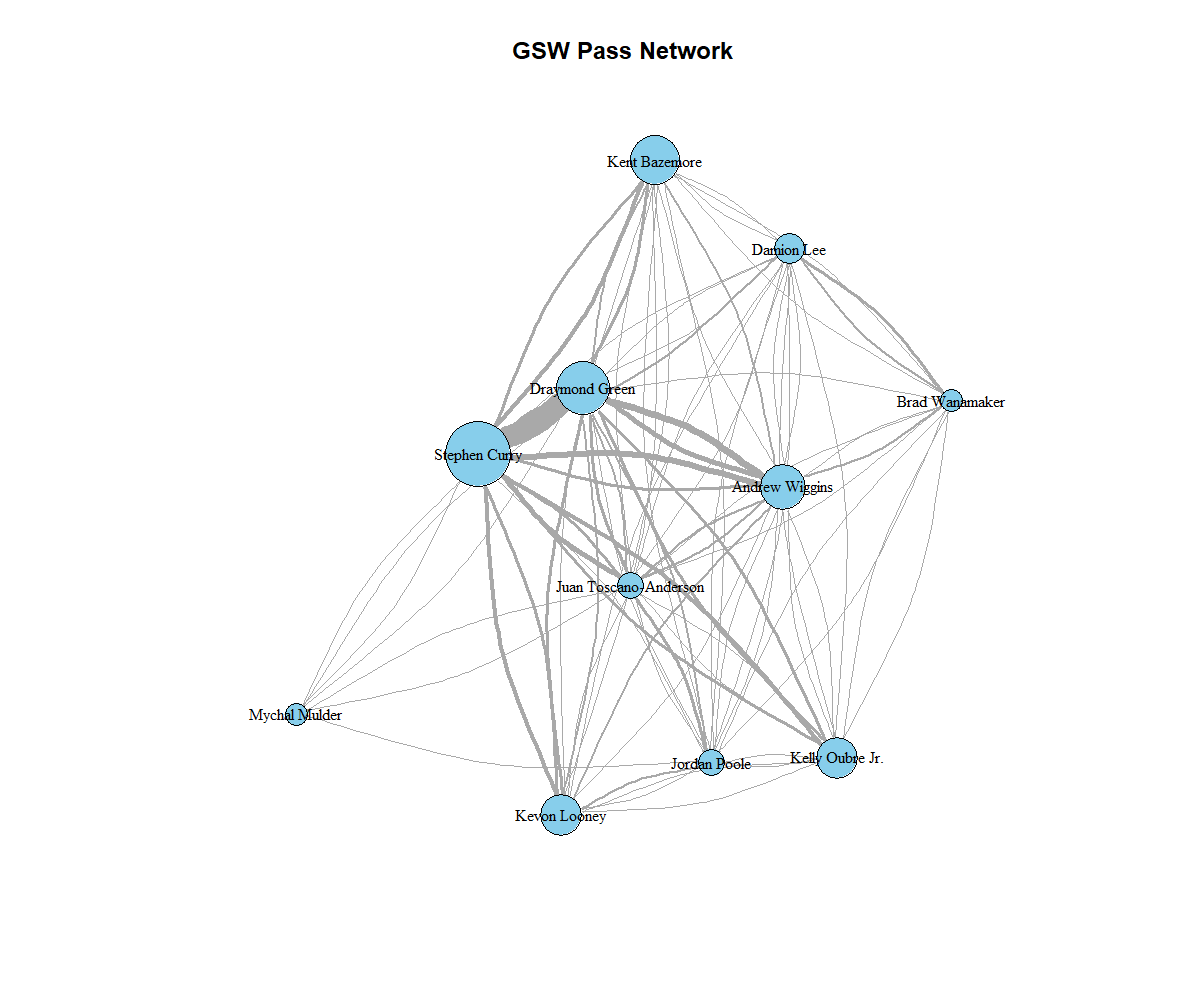 GSW Pass Network
Kent Bazemore
Damion Lee
Draymond Green
Brad Wanamaker
Stephen Curry
Andrew Wiggins
Juan Toscano-Anderson
Mychal Mulder
Jordan Poole
Kelly Oubre Jr.
Kevon Looney